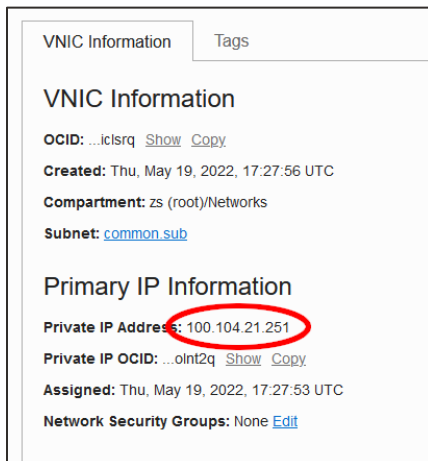 VNIC Information
Tags
VNIC Information
OCID: ...iclsrq Show Copy
Created: Thu, May 19, 2022, 17:27:56 UTC
Compartment: zs (root)/Networks
Subnet: common.sub
Primary IP Information
Private IP Address: 100.104.21.251
Private IP OCID: ...olnt2q Show Copy
Assigned: Thu, May 19, 2022, 17:27:53 UTC
Network Security Groups: None Edit